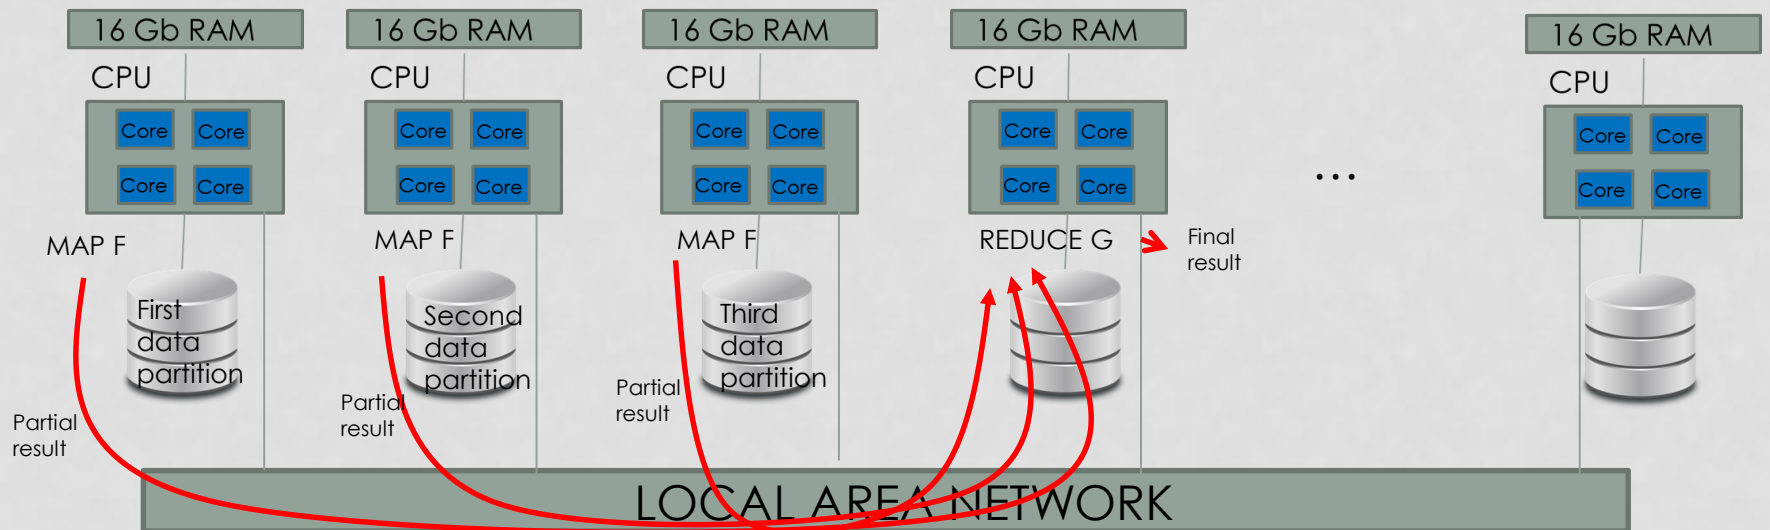 16 Gb RAM
16 Gb RAM
16 Gb RAM
16 Gb RAM
16 Gb RAM
CPU
CPU
CPU
CPU
CPU
Core Core
Core Core
Core Core
Core Core
Core Core
Core Core
Core Core
Core Core
Core Core
Core Core
...
MAP F
MAP F
MAP F
REDUCE G
Final
result
First
data
partition
Second
data
partition
Third
data
partition
Partial
result
Partial
result
Partial
result
LOCAL AREA NETWORK